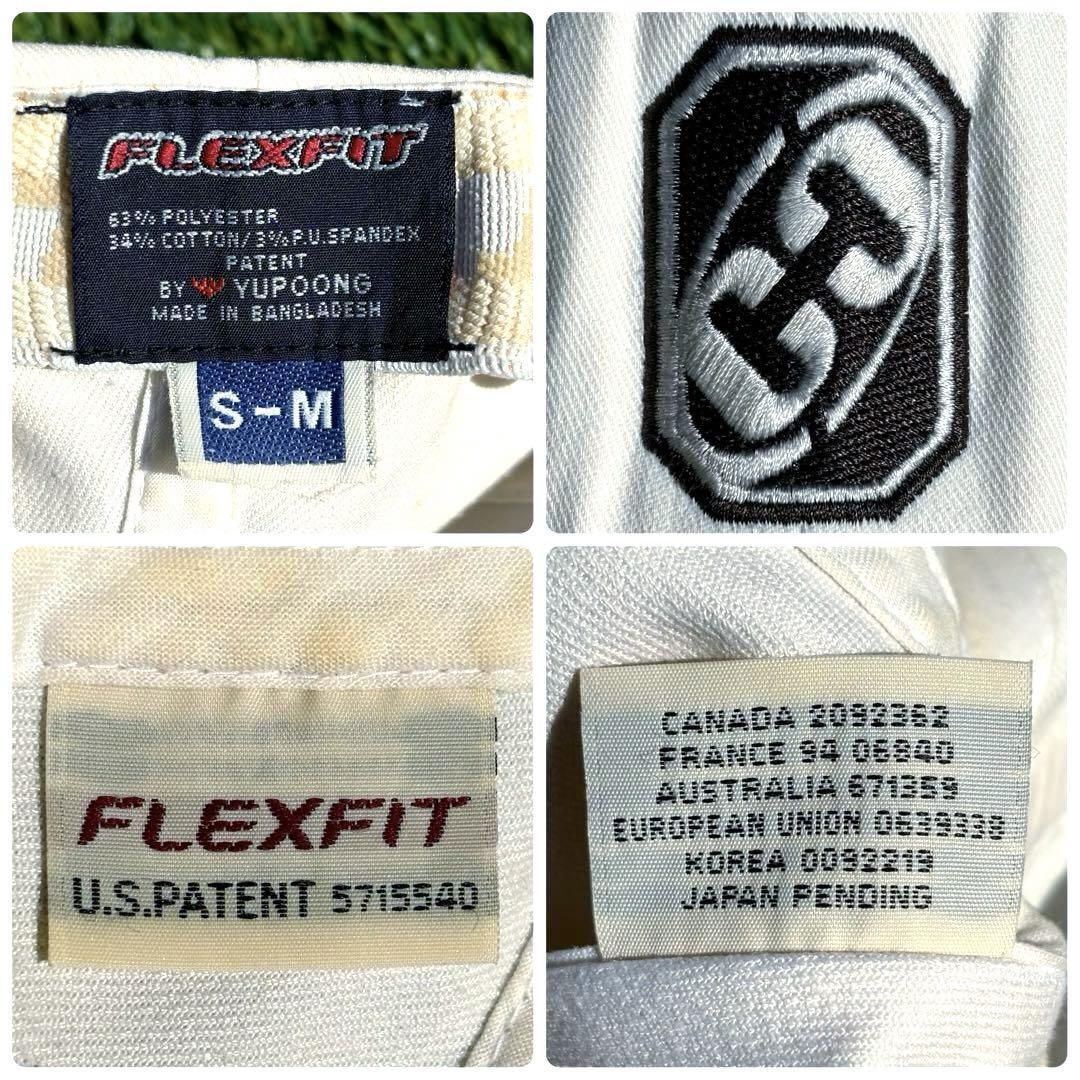 FLEXFIT
63% POLYESTER
34% COTTON/3% P.U.SPANDEX
PATENT
BY YUPOONG
MADE IN BANGLADESH
S-M
FLEXFIT
U.S.PATENT 5715540
CANADA 2092362
FRANCE 94 06840
AUSTRALIA 671359
EUROPEAN UNION 0639338
KOREA 0092219
JAPAN PENDING